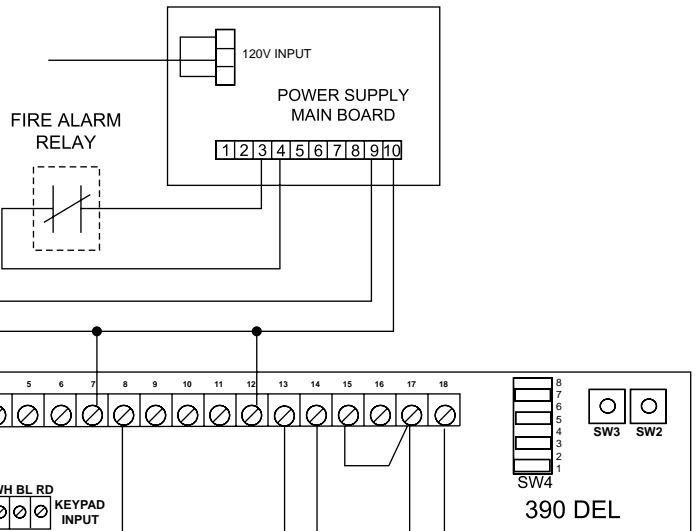 120V INPUT
POWER SUPPLY
MAIN BOARD
FIRE ALARM
RELAY
1 2 3 4 5 6 7 8 9 10
5 6 7 8 9 10 11 12 13 14 15 16 17 18
8
7
6
5
4
3
2
1
SW3 SW2
SW4
BL RD
KEYPAD
INPUT
390 DEL